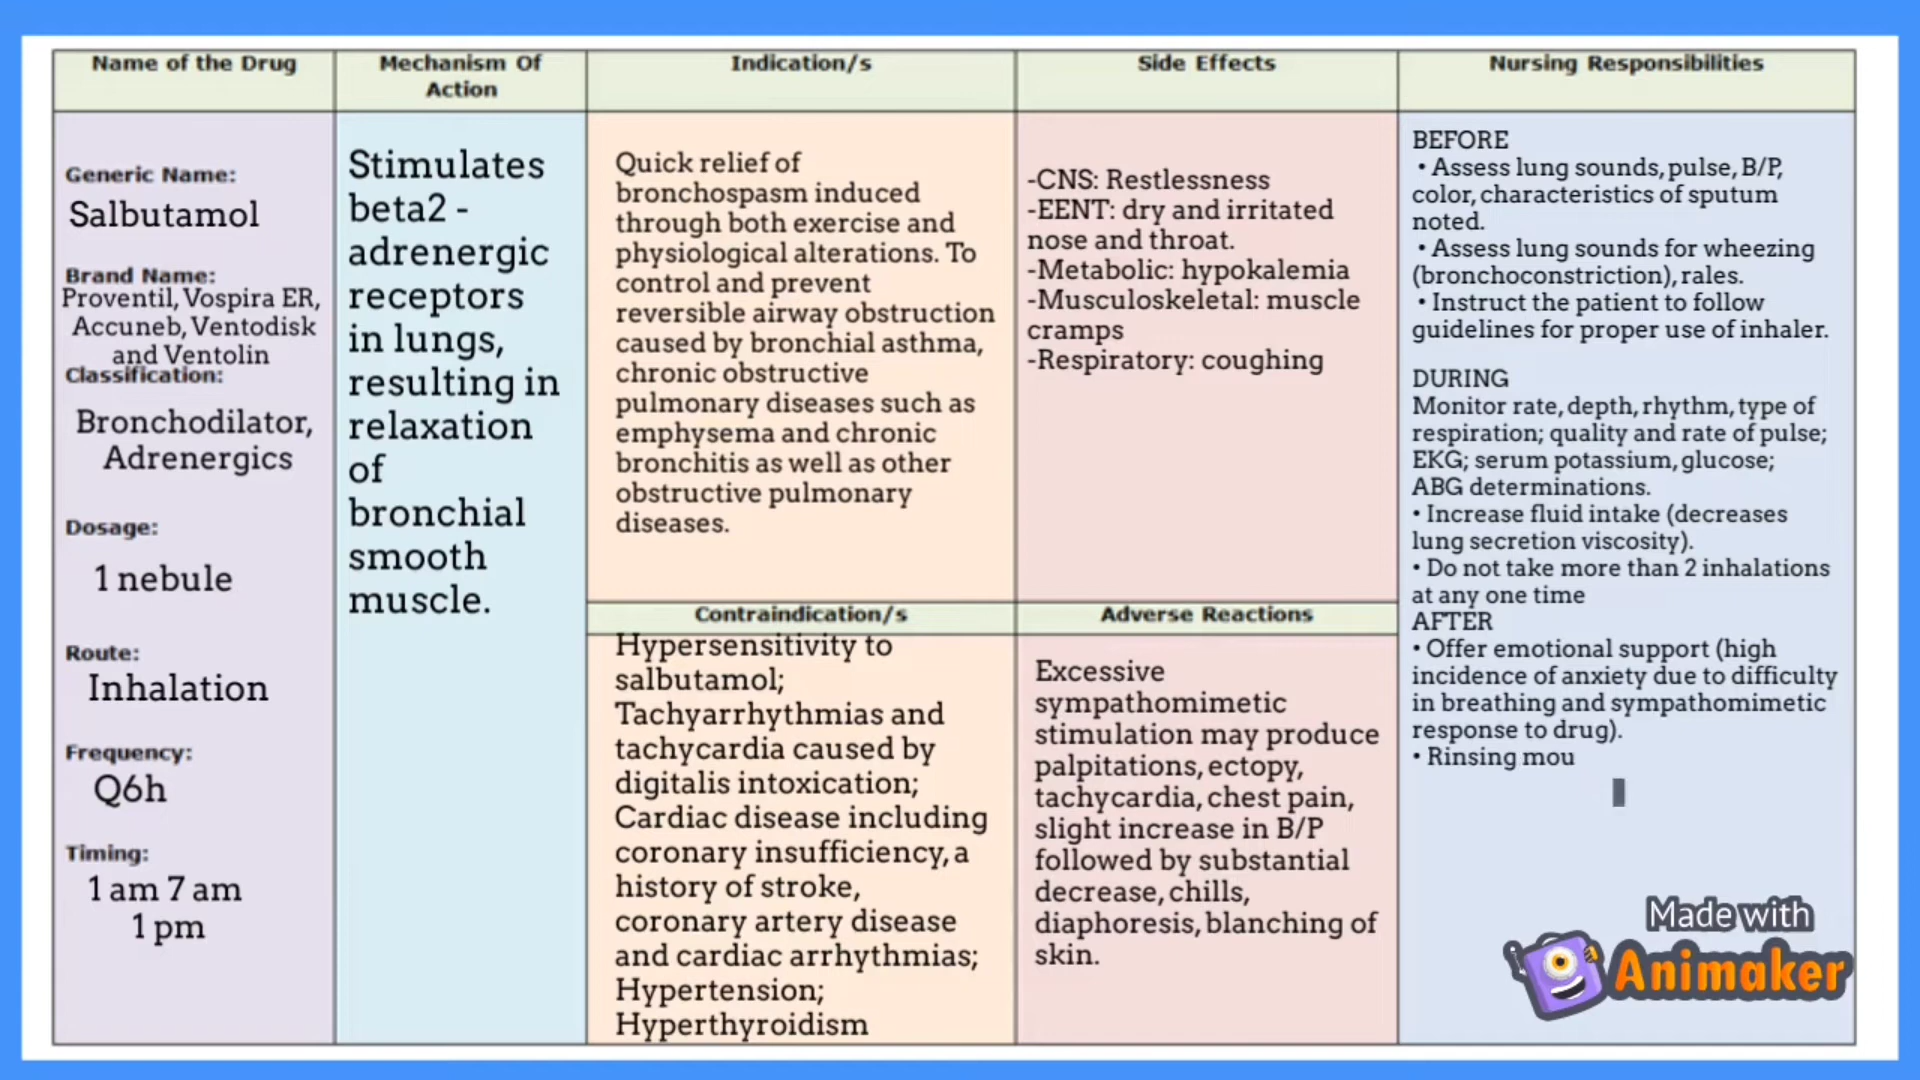 Name of the Drug
Mechanism Of
Action
Indication/s
Side Effects
Nursing Responsibilities
Generic Name:
Salbutamol
Brand Name:
Proventil, Vospira ER,
Accuneb, Ventodisk
and Ventolin
Classification:
Bronchodilator,
Adrenergics
Dosage:
1 nebule
Route:
Inhalation
Frequency:
Q6h
Timing:
1 am 7 am
1 pm
Stimulates
beta2 -
adrenergic
receptors
in lungs,
resulting in
relaxation
of
bronchial
smooth
muscle.
Quick relief of
bronchospasm induced
through both exercise and
physiological alterations. To
control and prevent
reversible airway obstruction
caused by bronchial asthma,
chronic obstructive
pulmonary diseases such as
emphysema and chronic
bronchitis as well as other
obstructive pulmonary
diseases.
Contraindication/s
Hypersensitivity to
salbutamol;
Tachyarrhythmias and
tachycardia caused by
digitalis intoxication;
Cardiac disease including
coronary insufficiency, a
history of stroke,
coronary artery disease
and cardiac arrhythmias;
Hypertension;
Hyperthyroidism
-CNS: Restlessness
-EENT: dry and irritated
nose and throat.
-Metabolic: hypokalemia
-Musculoskeletal: muscle
cramps
-Respiratory: coughing
Adverse Reactions
Excessive
sympathomimetic
stimulation may produce
palpitations, ectopy,
tachycardia, chest pain,
slight increase in B/P
followed by substantial
decrease, chills,
diaphoresis, blanching of
skin.
BEFORE
• Assess lung sounds, pulse, B/P,
color, characteristics of sputum
noted.
• Assess lung sounds for wheezing
(bronchoconstriction), rales.
• Instruct the patient to follow
guidelines for proper use of inhaler.
DURING
Monitor rate, depth, rhythm, type of
respiration; quality and rate of pulse;
EKG; serum potassium, glucose;
ABG determinations.
• Increase fluid intake (decreases
lung secretion viscosity).
• Do not take more than 2 inhalations
at any one time
AFTER
• Offer emotional support (high
incidence of anxiety due to difficulty
in breathing and sympathomimetic
response to drug).
• Rinsing mou
Made with
Animaker